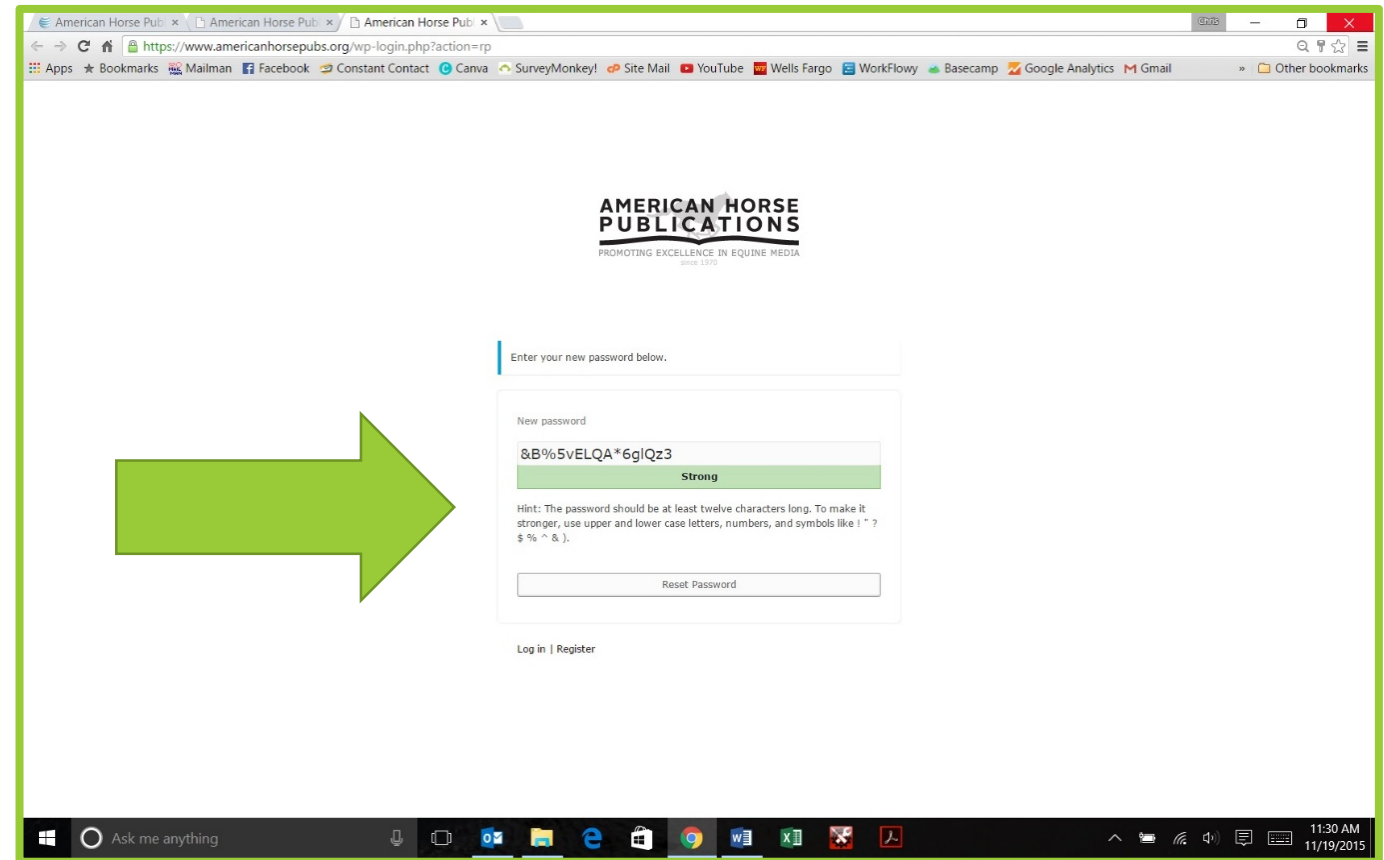 American Horse Pub
American Horse Pub
American Horse Pub
Chris
https://www.americanhorsepubs.org/wp-login.php?action=rp
Apps Bookmarks Mailman Facebook Constant Contact Canva SurveyMonkey! Site Mail YouTube Wells Fargo WorkFlowy Basecamp Google Analytics Gmail » Other bookmarks
AMERICAN HORSE
PUBLICATIONS
PROMOTING EXCELLENCE IN EQUINE MEDIA
since 1970
Enter your new password below.
New password
&B%5vELQA*6glQz3
Strong
Hint: The password should be at least twelve characters long. To make it
stronger, use upper and lower case letters, numbers, and symbols like ! " ?
$ % ^ & ).
Reset Password
Log in | Register
Ask me anything
11:30 AM
11/19/2015